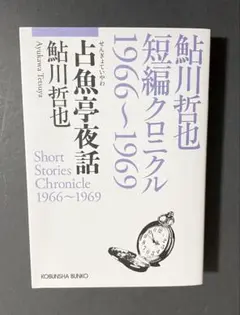 鮎川哲也
短編クロニクル
1966〜1969
せんぎょていやわ
占魚亭夜話
鮎川哲也
Ayukawa Tetsuya
Short
Stories
Chronicle
1966〜1969
KOBUNSHA BUNKO